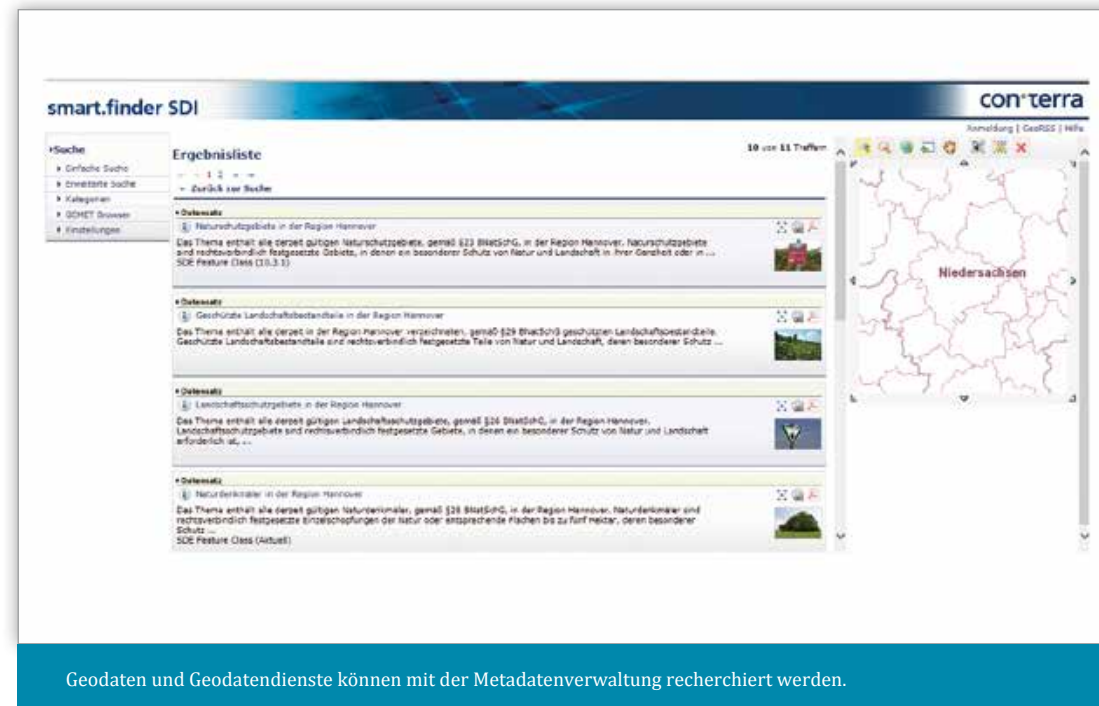 smart.finder SDI
con terra
Anmeldung | GeoRSS | Hilfe
Suche
Einfache Suche
Erweiterte Suche
Kategorien
GEMET Browser
Einstellungen
Ergebnisliste
10 von 11 Treffern
1 2
Zurück zur Suche
Datensatz
Naturschutzgebiete in der Region Hannover
Das Thema enthält alle derzeit gültigen Naturschutzgebiete, gemäß §23 BNatSchG, in der Region Hannover. Naturschutzgebiete
sind rechtsverbindlich festgesetzte Gebiete, in denen ein besonderer Schutz von Natur und Landschaft in ihrer Ganzheit oder in ...
SDE Feature Class (10.3.1)
Datensatz
Geschützte Landschaftsbestandteile in der Region Hannover
Das Thema enthält alle derzeit in der Region Hannover verzeichneten, gemäß §29 BNatSchG geschützten Landschaftsbestandteile.
Geschützte Landschaftsbestandteile sind rechtsverbindlich festgesetzte Teile von Natur und Landschaft, deren besonderer Schutz ...
Datensatz
Landschaftsschutzgebiete in der Region Hannover
Das Thema enthält alle derzeit gültigen Landschaftsschutzgebiete, gemäß §26 BNatSchG, in der Region Hannover.
Landschaftsschutzgebiete sind rechtsverbindlich festgesetzte Gebiete, in denen ein besonderer Schutz von Natur und Landschaft
erforderlich ist, ...
Datensatz
Naturdenkmäler in der Region Hannover
Das Thema enthält alle derzeit gültigen Naturdenkmäler, gemäß §28 BNatSchG, in der Region Hannover. Naturdenkmäler sind
rechtsverbindlich festgesetzte Einzelschöpfungen der Natur oder entsprechende Flächen bis zu fünf Hektar, deren besonderer
Schutz ...
SDE Feature Class (Aktuell)
Niedersachsen
Geodaten und Geodatendienste können mit der Metadatenverwaltung recherchiert werden.